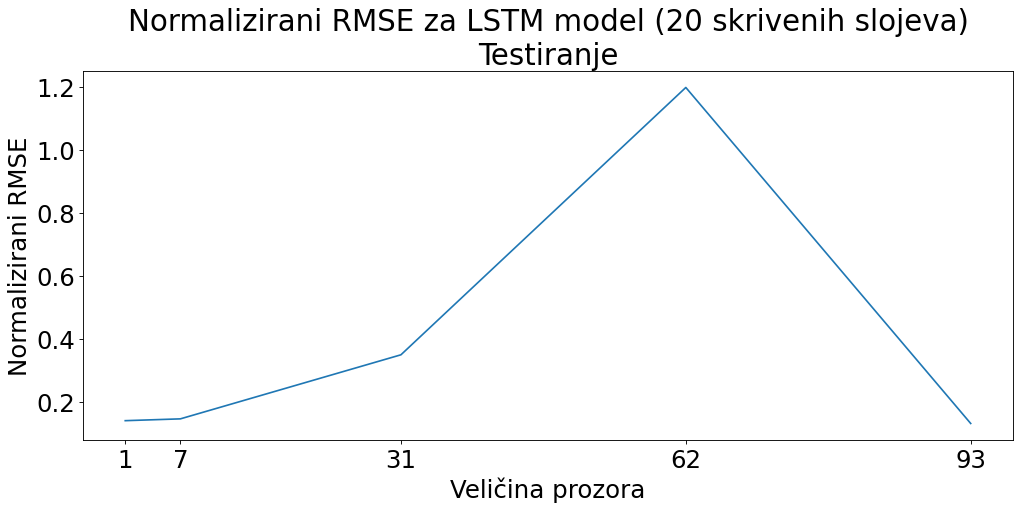 Normalizirani RMSE za LSTM model (20 skrivenih slojeva)
Testiranje
Normalizirani RMSE
1.2
1.0
0.8
0.6
0.4
0.2
1 7 31 62 93
Veličina prozora